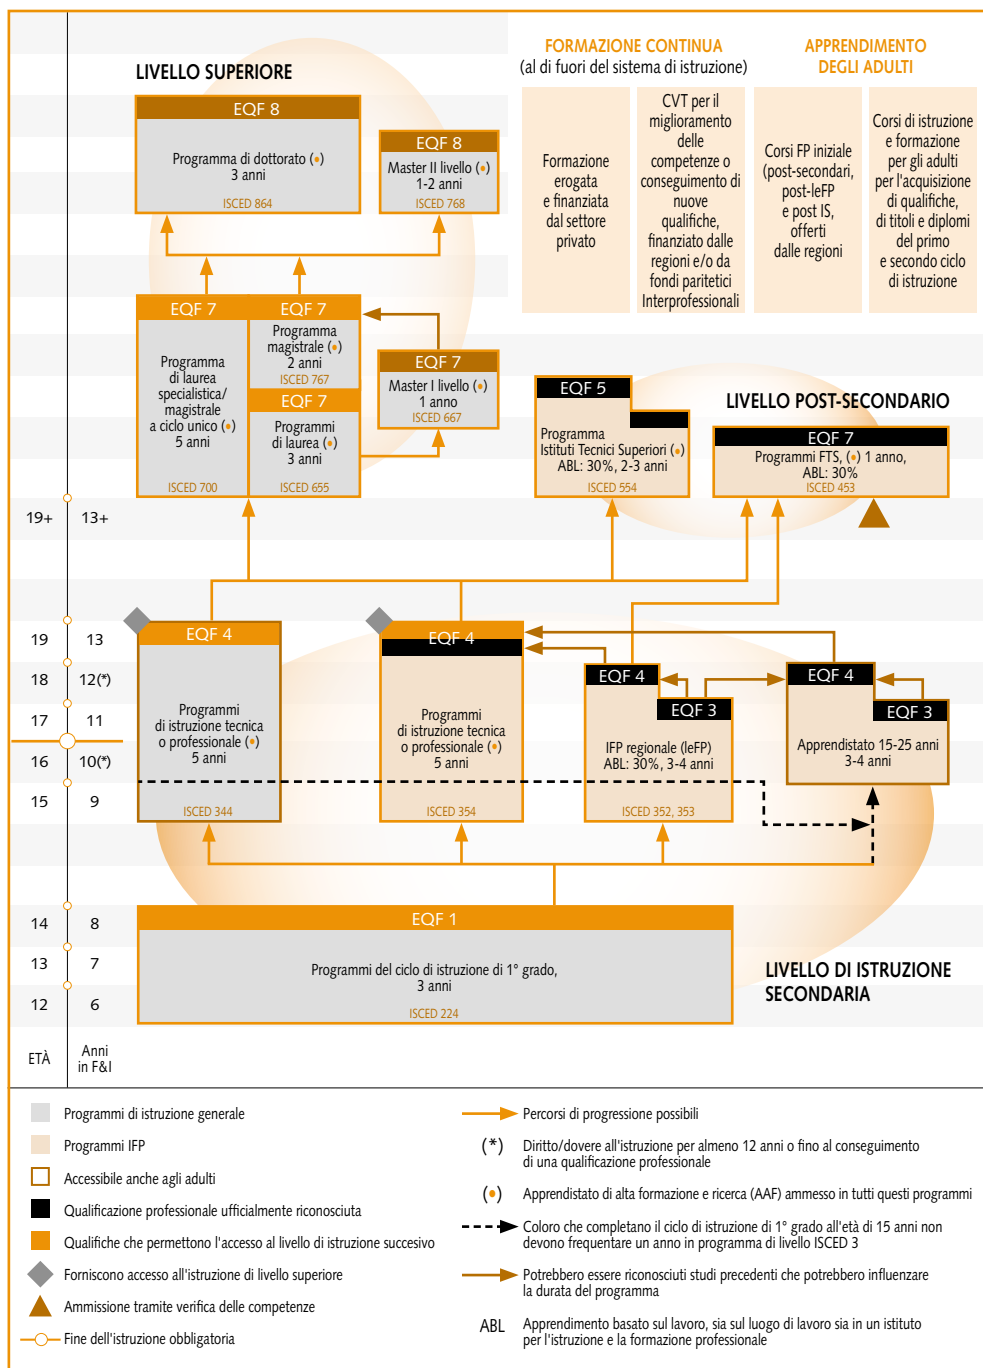 FORMAZIONE CONTINUA
(al di fuori del sistema di istruzione)
APPRENDIMENTO
DEGLI ADULTI
LIVELLO SUPERIORE
EQF 8
Programma di dottorato (•)
3 anni
ISCED 864
EQF 8
Master II livello (•)
1-2 anni
ISCED 768
Formazione
erogata
e finanziata
dal settore
privato
CVT per il
miglioramento
delle
competenze o
conseguimento di
nuove
qualifiche,
finanziato dalle
regioni e/o da
fondi paritetici
Interprofessionali
Corsi FP iniziale
(post-secondari,
post-IeFP
e post IS,
offerti
dalle regioni
Corsi di istruzione
e formazione
per gli adulti
per l'acquisizione
di qualifiche,
di titoli e diplomi
del primo
e secondo ciclo
di istruzione
EQF 7
Programma
di laurea
specialistica/
magistrale
a ciclo unico (•)
5 anni
ISCED 700
EQF 7
Programma
magistrale (•)
2 anni
ISCED 767
EQF 7
Programmi
di laurea (•)
3 anni
ISCED 655
EQF 7
Master I livello (•)
1 anno
ISCED 667
EQF 5
Programma
Istituti Tecnici Superiori (•)
ABL: 30%, 2-3 anni
ISCED 554
LIVELLO POST-SECONDARIO
EQF 7
Programmi FTS, (•) 1 anno,
ABL: 30%
ISCED 453
19+ 13+
19 13
18 12(*)
17 11
16 10(*)
15 9
14 8
13 7
12 6
ETÀ
Anni
in F&I
EQF 4
Programmi
di istruzione tecnica
o professionale (•)
5 anni
ISCED 344
EQF 4
Programmi
di istruzione tecnica
o professionale (•)
5 anni
ISCED 354
EQF 4
EQF 3
IFP regionale (IeFP)
ABL: 30%, 3-4 anni
ISCED 352, 353
EQF 4
EQF 3
Apprendistato 15-25 anni
3-4 anni
EQF 1
Programmi del ciclo di istruzione di 1° grado,
3 anni
ISCED 224
LIVELLO DI ISTRUZIONE
SECONDARIA
Programmi di istruzione generale
Programmi IFP
Accessibile anche agli adulti
Qualificazione professionale ufficialmente riconosciuta
Qualifiche che permettono l'accesso al livello di istruzione succesivo
Forniscono accesso all'istruzione di livello superiore
Ammissione tramite verifica delle competenze
Fine dell'istruzione obbligatoria
Percorsi di progressione possibili
(*) Diritto/dovere all'istruzione per almeno 12 anni o fino al conseguimento
di una qualificazione professionale
(•) Apprendistato di alta formazione e ricerca (AAF) ammesso in tutti questi programmi
Coloro che completano il ciclo di istruzione di 1° grado all'età di 15 anni non
devono frequentare un anno in programma di livello ISCED 3
Potrebbero essere riconosciuti studi precedenti che potrebbero influenzare
la durata del programma
ABL Apprendimento basato sul lavoro, sia sul luogo di lavoro sia in un istituto
per l'istruzione e la formazione professionale